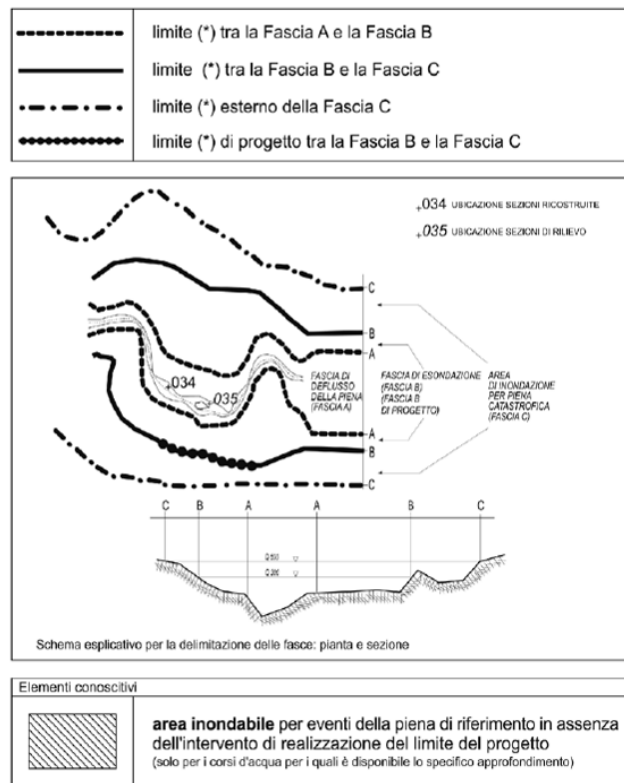 limite (*) tra la Fascia A e la Fascia B
limite (*) tra la Fascia B e la Fascia C
limite (*) esterno della Fascia C
limite (*) di progetto tra la Fascia B e la Fascia C
+034 UBICAZIONE SEZIONI RICOSTRUITE
+035 UBICAZIONE SEZIONI DI RILIEVO
C
B
A
+034
+035
FASCIA DI
DEFLUSSO
DELLA PIENA
(FASCIA A)
FASCIA DI ESONDAZIONE
(FASCIA B)
(FASCIA B
DI PROGETTO)
AREA
DI INONDAZIONE
PER PIENA
CATASTROFICA
(FASCIA C)
A
B
C
C B A A B C
Schema esplicativo per la delimitazione delle fasce: pianta e sezione
Elementi conoscitivi
area inondabile per eventi della piena di riferimento in assenza
dell'intervento di realizzazione del limite del progetto
(solo per i corsi d'acqua per i quali è disponibile lo specifico approfondimento)